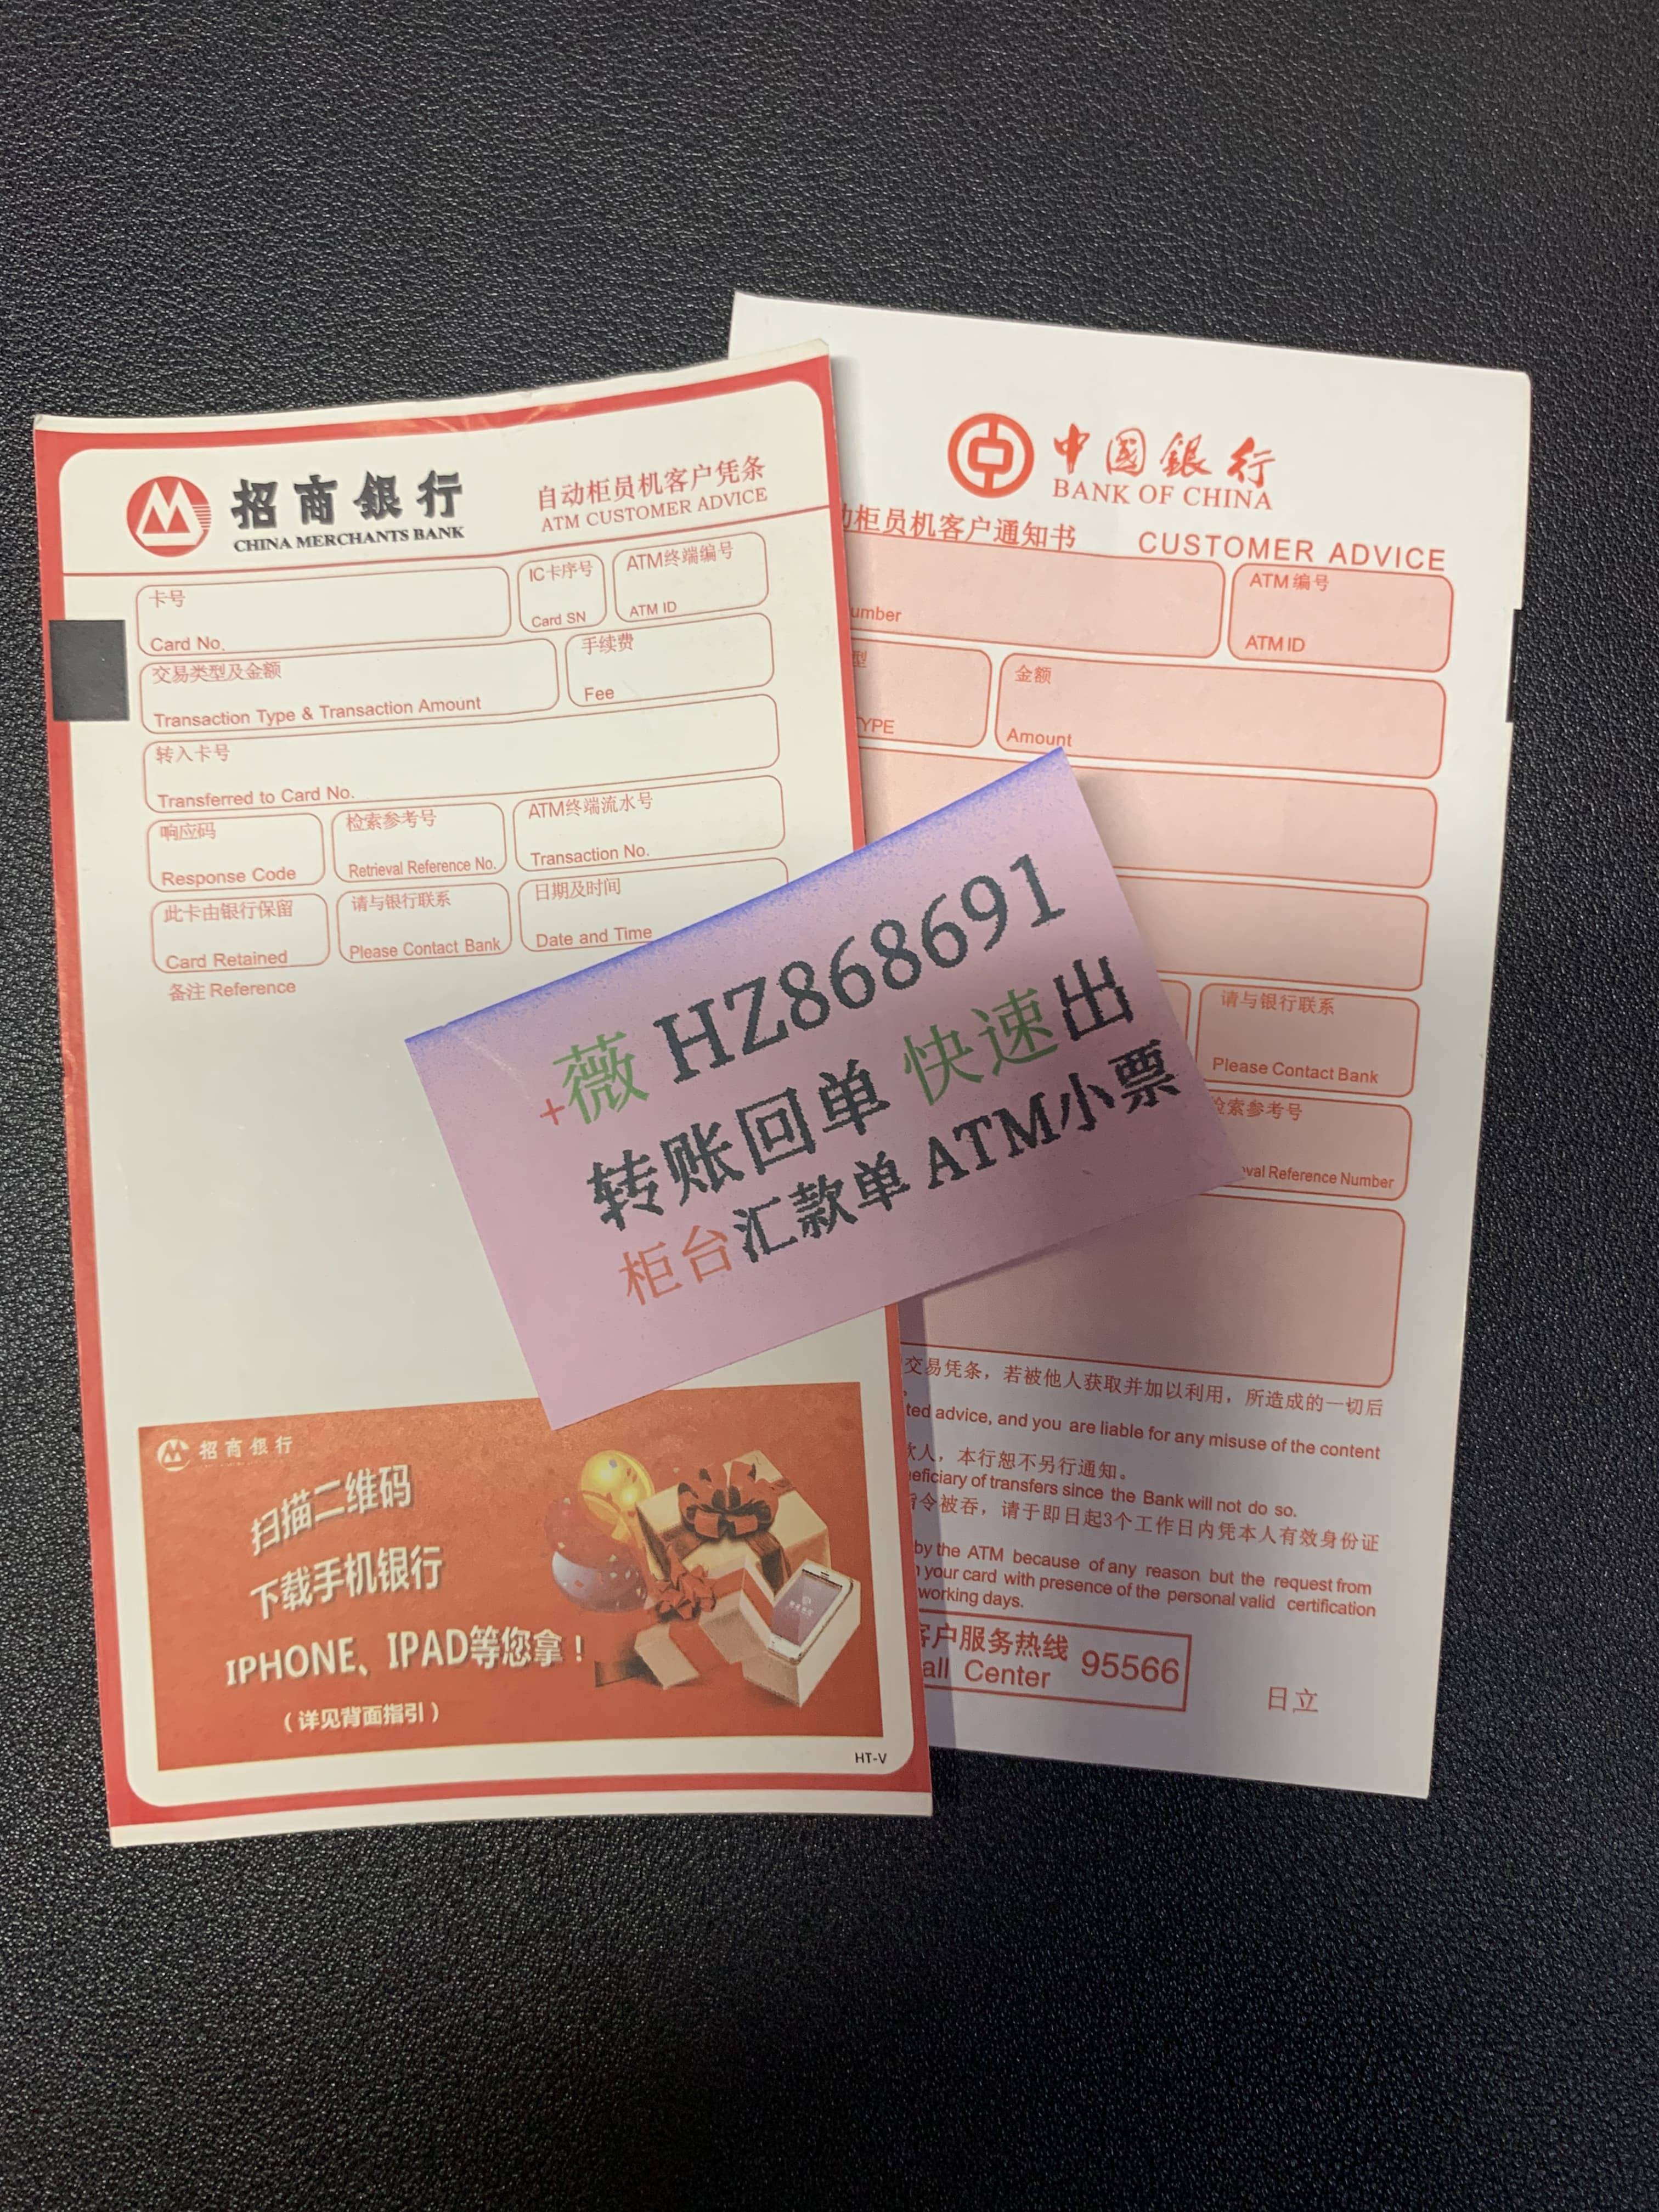 招商銀行
CHINA MERCHANTS BANK
自动柜员机客户凭条
ATM CUSTOMER ADVICE
卡号
Card No.
IC卡序号
Card SN
ATM终端编号
ATM ID
交易类型及金额
Transaction Type & Transaction Amount
手续费
Fee
转入卡号
Transferred to Card No.
响应码
Response Code
检索参考号
Retrieval Reference No.
ATM终端流水号
Transaction No.
此卡由银行保留
Card Retained
请与银行联系
Please Contact Bank
日期及时间
Date and Time
备注 Reference
招商银行
扫描二维码
下载手机银行
IPHONE、IPAD等您拿！
（详见背面指引）
HT-V
+薇 HZ868691
转账回单 快速出
柜台汇款单 ATM小票
中國銀行
BANK OF CHINA
柜员机客户通知书 CUSTOMER ADVICE
umber
ATM 编号
ATM ID
型
TYPE
金额
Amount
请与银行联系
Please Contact Bank
检索参考号
val Reference Number
交易凭条，若被他人获取并加以利用，所造成的一切后
ted advice, and you are liable for any misuse of the content
人，本行恕不另行通知。
eficiary of transfers since the Bank will not do so.
令被吞，请于即日起3个工作日内凭本人有效身份证
by the ATM because of any reason but the request from
your card with presence of the personal valid certification
working days.
客户服务热线 95566
all Center
日立